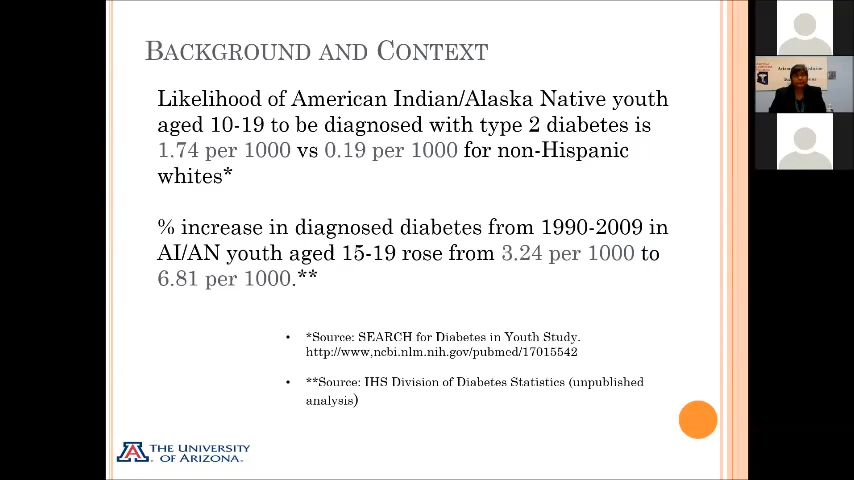 BACKGROUND AND CONTEXT
Likelihood of American Indian/Alaska Native youth
aged 10-19 to be diagnosed with type 2 diabetes is
1.74 per 1000 vs 0.19 per 1000 for non-Hispanic
whites*
% increase in diagnosed diabetes from 1990-2009 in
AI/AN youth aged 15-19 rose from 3.24 per 1000 to
6.81 per 1000.**
• *Source: SEARCH for Diabetes in Youth Study.
http://www,ncbi.nlm.nih.gov/pubmed/17015542
• **Source: IHS Division of Diabetes Statistics (unpublished
analysis)
THE UNIVERSITY
OF ARIZONA.